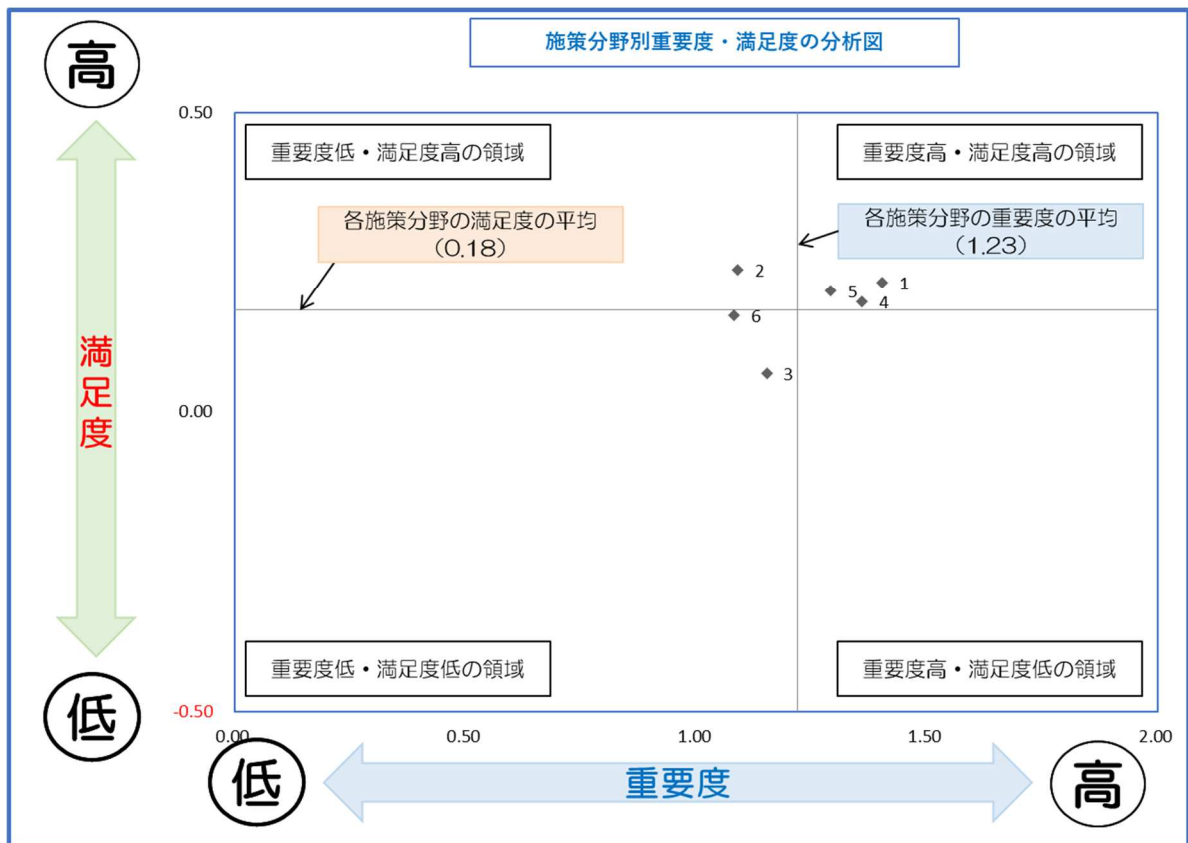 施策分野別重要度・満足度の分析図
高
0.50
重要度低・満足度高の領域
重要度高・満足度高の領域
各施策分野の満足度の平均
（0.18）
各施策分野の重要度の平均
（1.23）
2
1
5
4
6
3
満足度
0.00
重要度低・満足度低の領域
重要度高・満足度低の領域
低
-0.50
0.00
0.50
1.00
1.50
2.00
低
重要度
高